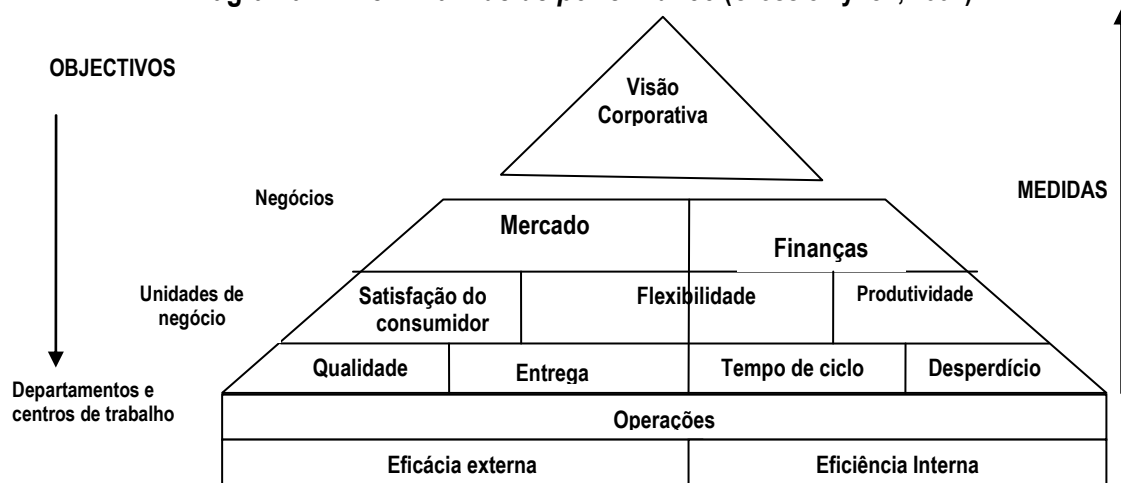 OBJECTIVOS
Visão
Corporativa
MEDIDAS
Negócios
Mercado
Finanças
Unidades de
negócio
Satisfação do
consumidor
Flexibilidade
Produtividade
Qualidade
Entrega
Tempo de ciclo
Desperdício
Departamentos e
centros de trabalho
Operações
Eficácia externa
Eficiência Interna